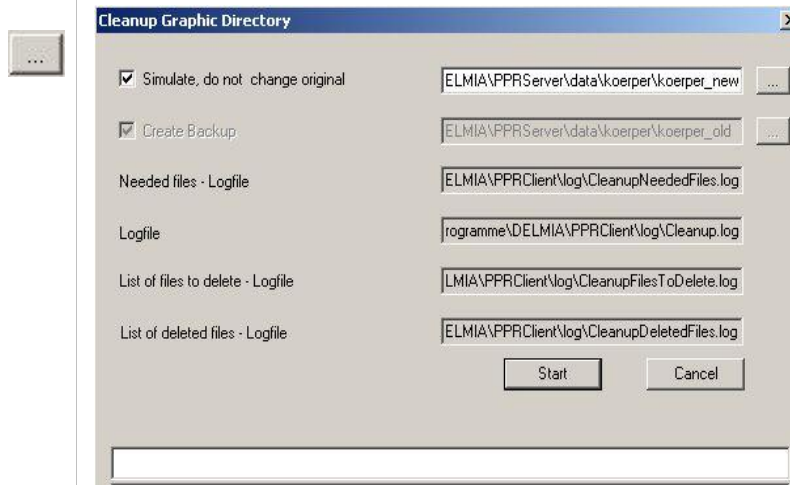 Cleanup Graphic Directory
...
Simulate, do not change original ELMIA\PPRServer\data\koerper\koerper_new ...
Create Backup ELMIA\PPRServer\data\koerper\koerper_old ...
Needed files - Logfile ELMIA\PPRClient\log\CleanupNeededFiles.log
Logfile rogramme\DELMIA\PPRClient\log\Cleanup.log
List of files to delete - Logfile LMIA\PPRClient\log\CleanupFilesToDelete.log
List of deleted files - Logfile ELMIA\PPRClient\log\CleanupDeletedFiles.log
Start Cancel